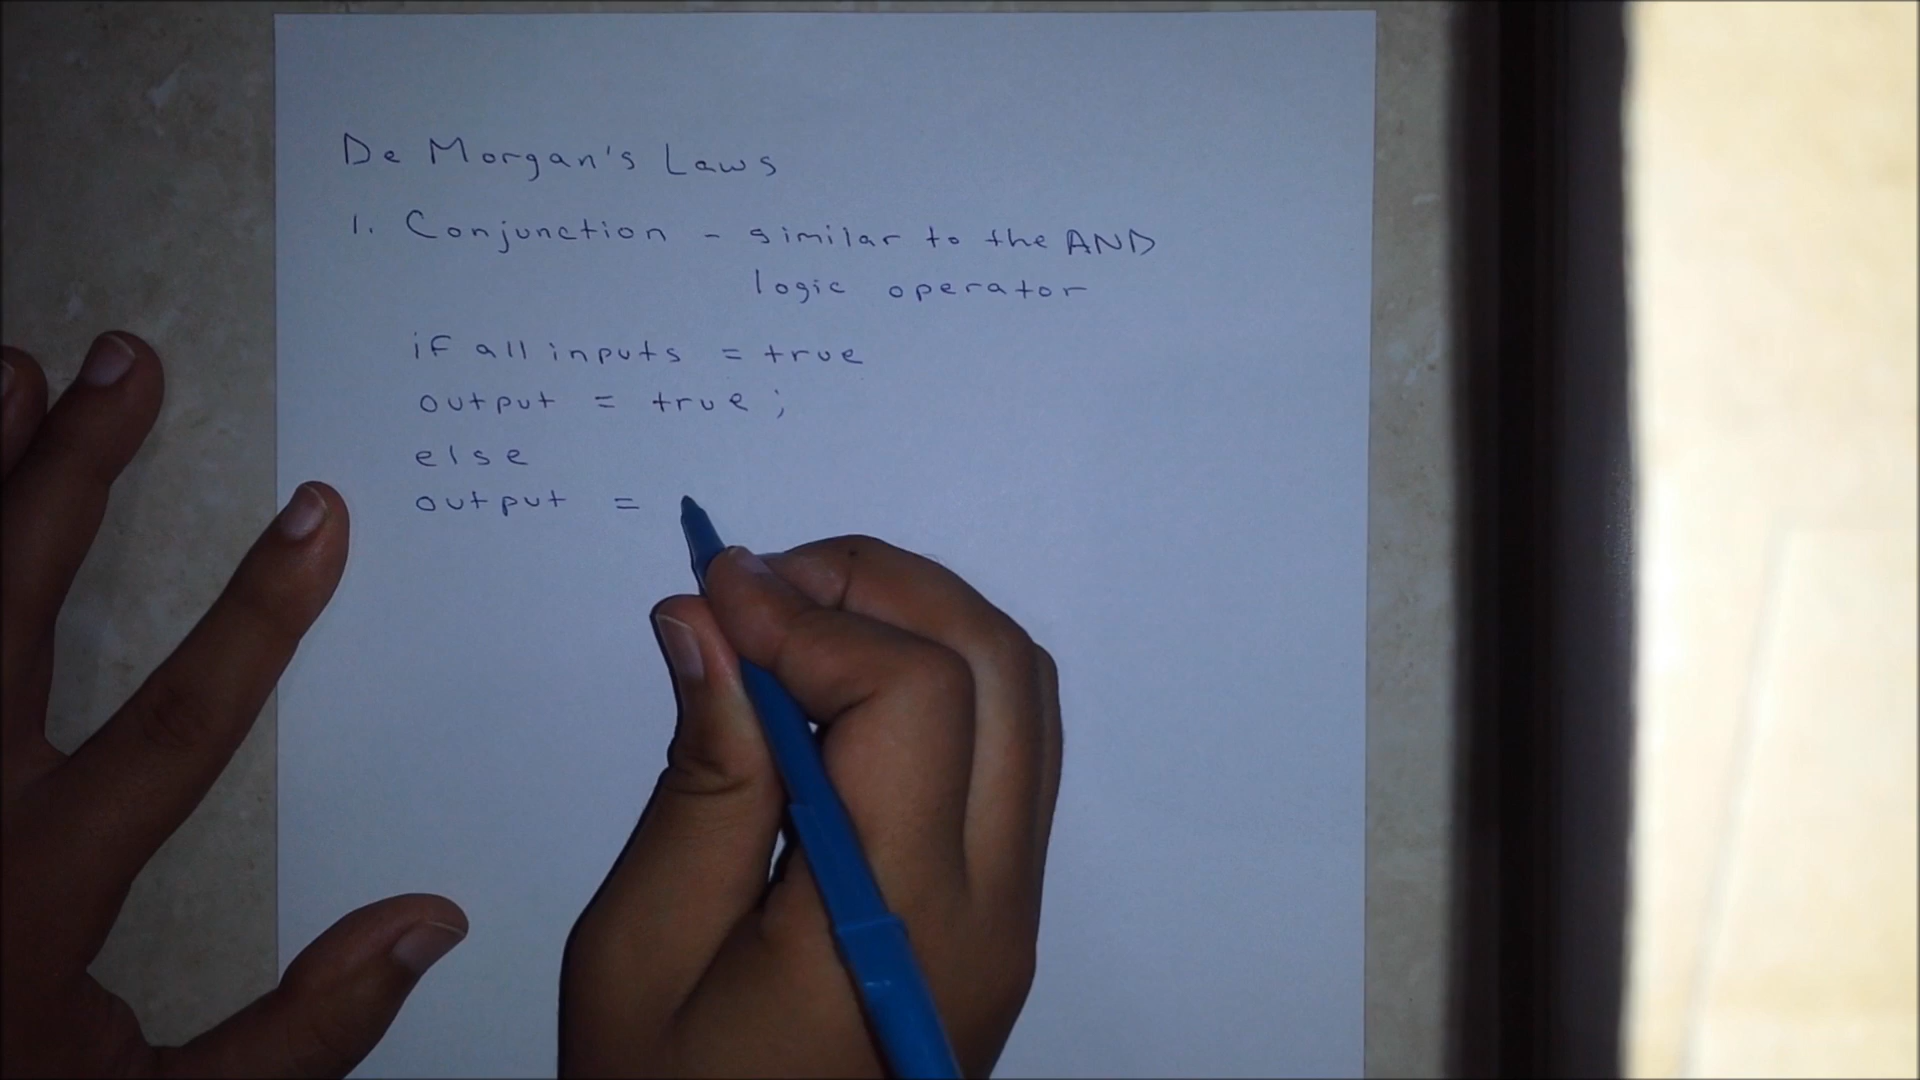 De Morgan's Laws
1. Conjunction - similar to the AND
logic operator
if all inputs = true
output = true ;
else
output =